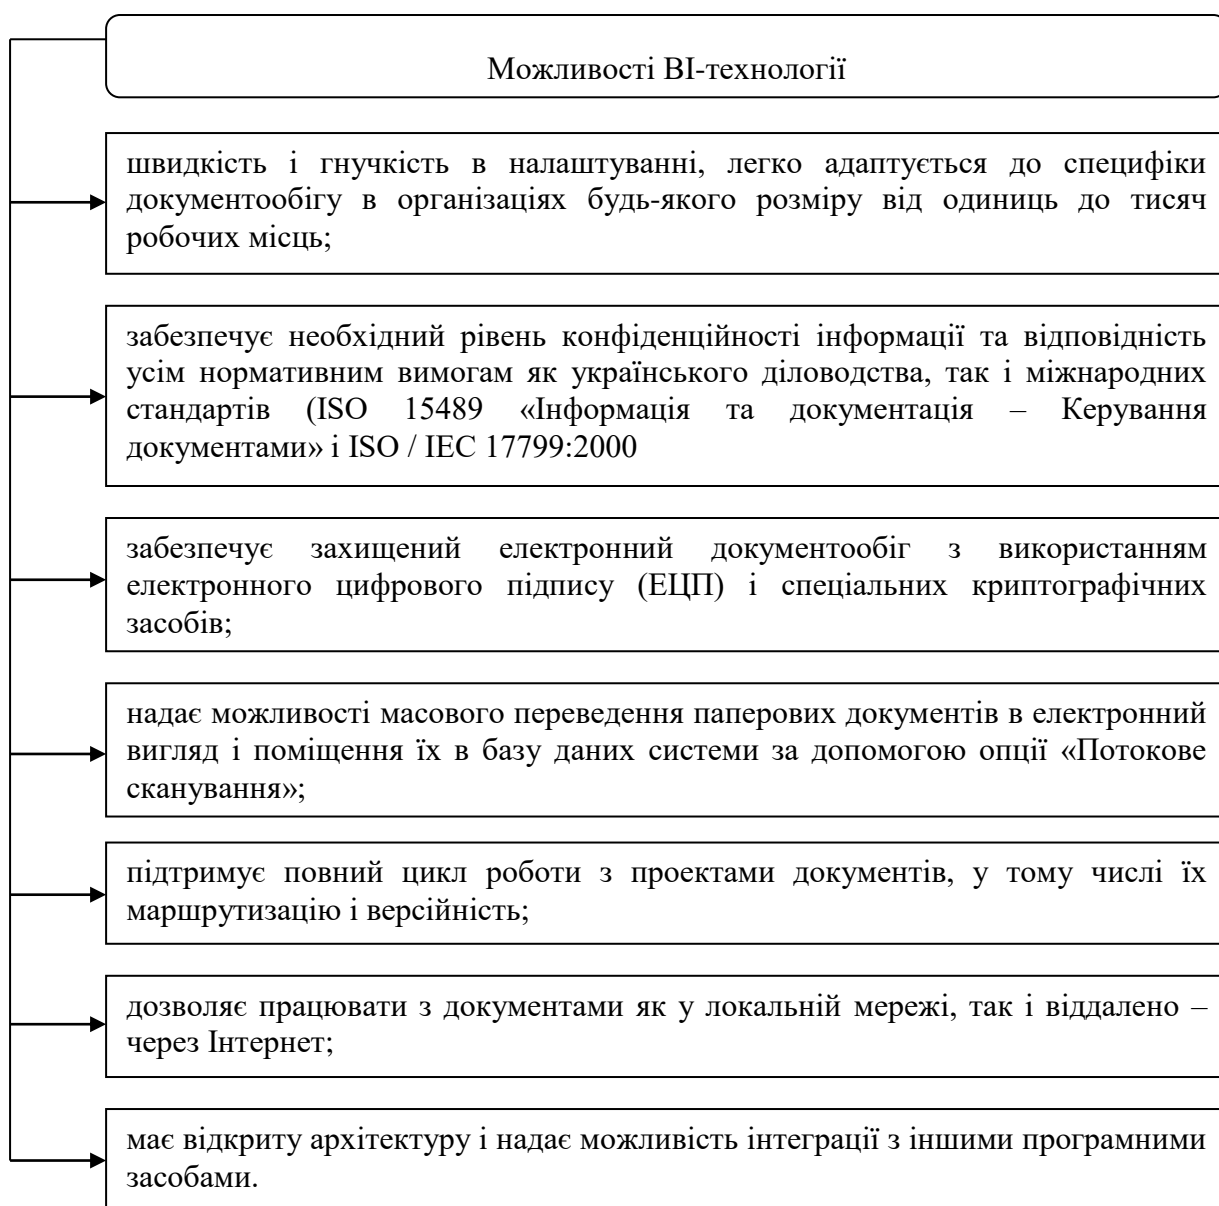 Можливості ВІ-технології
швидкість і гнучкість в налаштуванні, легко адаптується до специфіки
документообігу в організаціях будь-якого розміру від одиниць до тисяч
робочих місць;
забезпечує необхідний рівень конфіденційності інформації та відповідність
усім нормативним вимогам як українського діловодства, так і міжнародних
стандартів (ISO 15489 «Інформація та документація – Керування
документами» і ISO / IEC 17799:2000
забезпечує захищений електронний документообіг з використанням
електронного цифрового підпису (ЕЦП) і спеціальних криптографічних
засобів;
надає можливості масового переведення паперових документів в електронний
вигляд і поміщення їх в базу даних системи за допомогою опції «Потокове
сканування»;
підтримує повний цикл роботи з проектами документів, у тому числі їх
маршрутизацію і версійність;
дозволяє працювати з документами як у локальній мережі, так і віддалено –
через Інтернет;
має відкриту архітектуру і надає можливість інтеграції з іншими програмними
засобами.